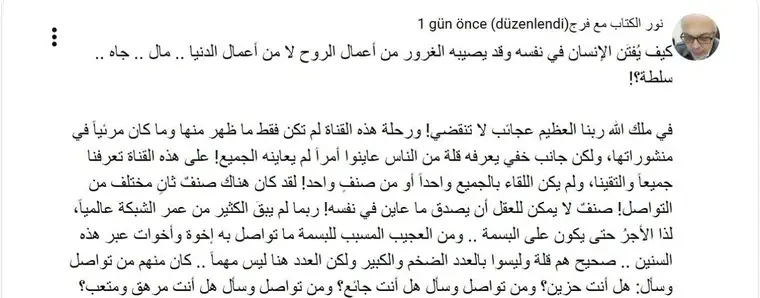 نور الكتاب مع فرج(düzenlendi) 1 gün önce
كيف يُفتَن الإنسان في نفسه وقد يصيبه الغرور من أعمال الروح لا من أعمال الدنيا .. مال .. جاه ..
سلطة؟!
في ملك الله ربنا العظيم عجائب لا تنقضي! ورحلة هذه القناة لم تكن فقط ما ظهر منها وما كان مرئياً في
منشوراتها، ولكن جانب خفي يعرفه قلة من الناس عاينوا أمراً لم يعاينه الجميع! على هذه القناة تعرفنا
جميعاً والتقينا، ولم يكن اللقاء بالجميع واحداً أو من صنفٍ واحد! لقد كان هناك صنفٌ ثانٍ مختلف من
التواصل! صنفٌ لا يمكن للعقل أن يصدق ما عاين في نفسه! ربما لم يبقَ الكثير من عمر الشبكة عالمياً،
لذا الأجرُ حتى يكون على البسمة .. ومن العجيب المسبب للبسمة ما تواصل به إخوة وأخوات عبر هذه
السنين .. صحيح هم قلة وليسوا بالعدد الضخم والكبير ولكن العدد هنا ليس مهماً .. كان منهم من تواصل
وسأل: هل أنت حزين؟ ومن تواصل وسأل هل أنت جائع؟ ومن تواصل وسأل هل أنت مرهق ومتعب؟